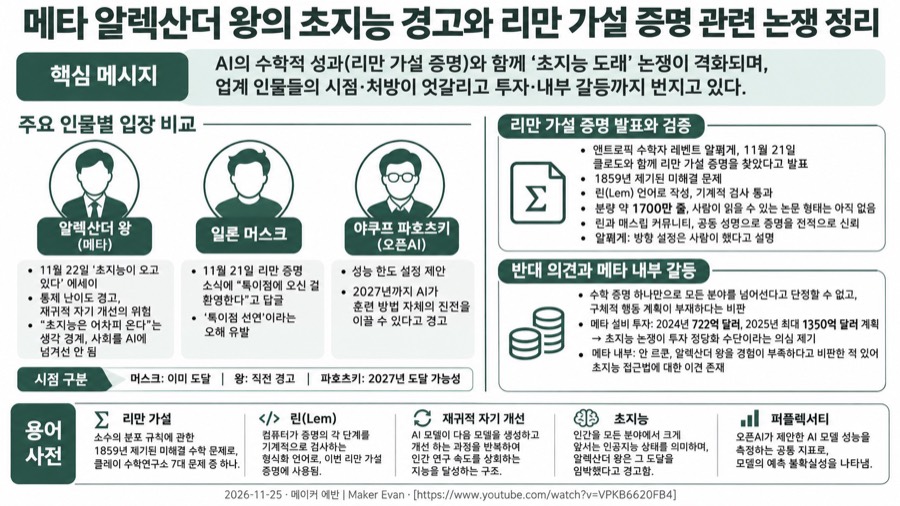 메타 알렉산더 왕의 초지능 경고와 리만 가설 증명 관련 논쟁 정리
핵심 메시지
AI의 수학적 성과(리만 가설 증명)와 함께 '초지능 도래' 논쟁이 격화되며,
업계 인물들의 시점·처방이 엇갈리고 투자·내부 갈등까지 번지고 있다.
주요 인물별 입장 비교
알렉산더 왕
(메타)
• 11월 22일 '초지능이 오고
있다' 에세이
• 통제 난이도 경고,
재귀적 자기 개선의 위험
• "초지능은 어차피 온다"는
생각 경계, 사회를 AI에
넘겨선 안 됨
일론 머스크
• 11월 21일 리만 증명
소식에 "특이점에 오신 걸
환영한다"고 답글
• '특이점 선언'이라는
오해 유발
야쿠프 파호츠키
(오픈AI)
• 성능 한도 설정 제안
• 2027년까지 AI가
훈련 방법 자체의 진전을
이끌 수 있다고 경고
시점 구분
머스크: 이미 도달 | 왕: 직전 경고 | 파호츠키: 2027년 도달 가능성
리만 가설 증명 발표와 검증
Σ
• 앤트로픽 수학자 레벤트 알푀게, 11월 21일
클로드와 함께 리만 가설 증명을 찾았다고 발표
• 1859년 제기된 미해결 문제
• 린(Lem) 언어로 작성, 기계적 검사 통과
• 분량 약 1700만 줄, 사람이 읽을 수 있는 논문 형태는 아직 없음
• 린과 매스립 커뮤니티, 공동 성명으로 증명을 전적으로 신뢰
• 알푀게: 방향 설정은 사람이 했다고 설명
반대 의견과 메타 내부 갈등
• 수학 증명 하나만으로 모든 분야를 넘어선다고 단정할 수 없고,
구체적 행동 계획이 부재하다는 비판
• 메타 설비 투자: 2024년 722억 달러, 2025년 최대 1350억 달러 계획
→ 초지능 논쟁이 투자 정당화 수단이라는 의심 제기
• 메타 내부: 안 르쿤, 알렉산더 왕을 경험이 부족하다고 비판한 적 있어
초지능 접근법에 대한 이견 존재
용어
사전
Σ 리만 가설
소수의 분포 규칙에 관한
1859년 제기된 미해결 수학 문제로,
클레이 수학연구소 7대 문제 중 하나.
</> 린(Lem)
컴퓨터가 증명의 각 단계를
기계적으로 검사하는
형식화 언어로, 이번 리만 가설
증명에 사용됨.
재귀적 자기 개선
AI 모델이 다음 모델을 생성하고
개선 하는 과정을 반복하여
인간 연구 속도를 상회하는
지능을 달성하는 구조.
초지능
인간을 모든 분야에서 크게
앞서는 인공지능 상태를 의미하며,
알렉산더 왕은 그 도달을
임박했다고 경고함.
퍼플렉서티
오픈AI가 제안한 AI 모델 성능을
측정하는 공통 지표로,
모델의 예측 불확실성을 나타냄.
2026-11-25 · 메이커 에반 | Maker Evan · [https://www.youtube.com/watch?v=VPKB6620FB4]